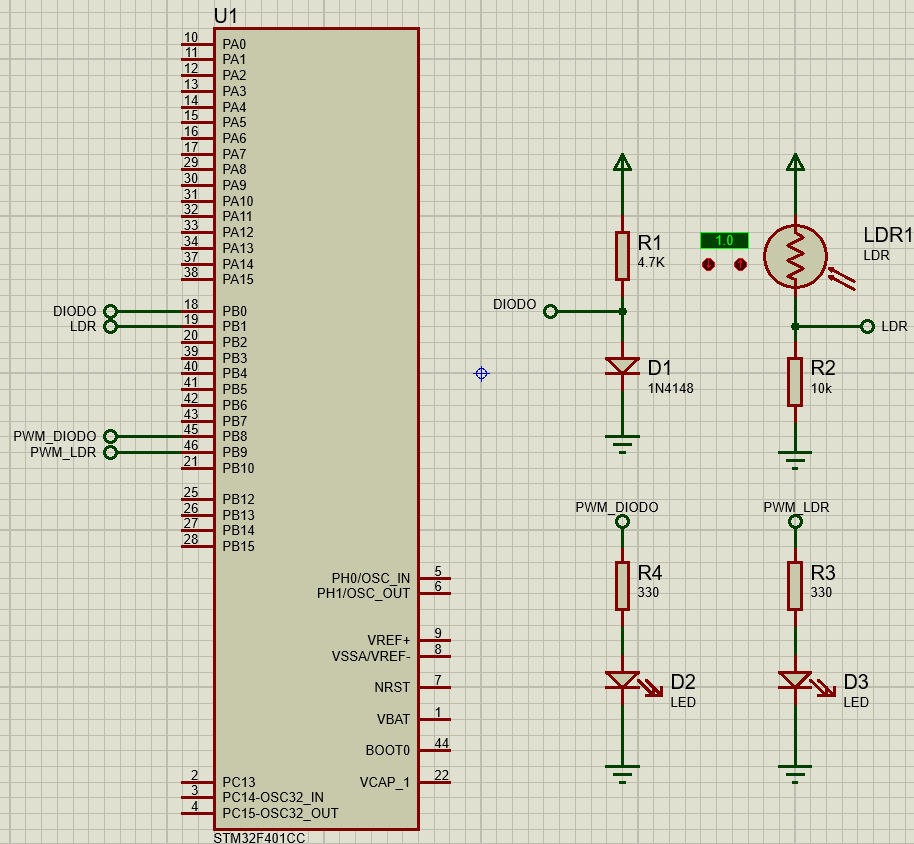 U1
10 PA0
11 PA1
12 PA2
13 PA3
14 PA4
15 PA5
16 PA6
17 PA7
29 PA8
30 PA9
31 PA10
32 PA11
33 PA12
34 PA13
37 PA14
38 PA15
DIODO 18 PB0
LDR 19 PB1
20 PB2
39 PB3
40 PB4
41 PB5
42 PB6
43 PB7
PWM_DIODO 45 PB8
PWM_LDR 46 PB9
21 PB10
25 PB12
26 PB13
27 PB14
28 PB15
PH0/OSC_IN 5
PH1/OSC_OUT 6
VREF+ 9
VSSA/VREF- 8
NRST 7
VBAT 1
BOOT0 44
2 PC13 VCAP_1 22
3 PC14-OSC32_IN
4 PC15-OSC32_OUT
STM32F401CC
R1
4.7K
DIODO
D1
1N4148
1.0
LDR1
LDR
LDR
R2
10k
PWM_DIODO
R4
330
D2
LED
PWM_LDR
R3
330
D3
LED